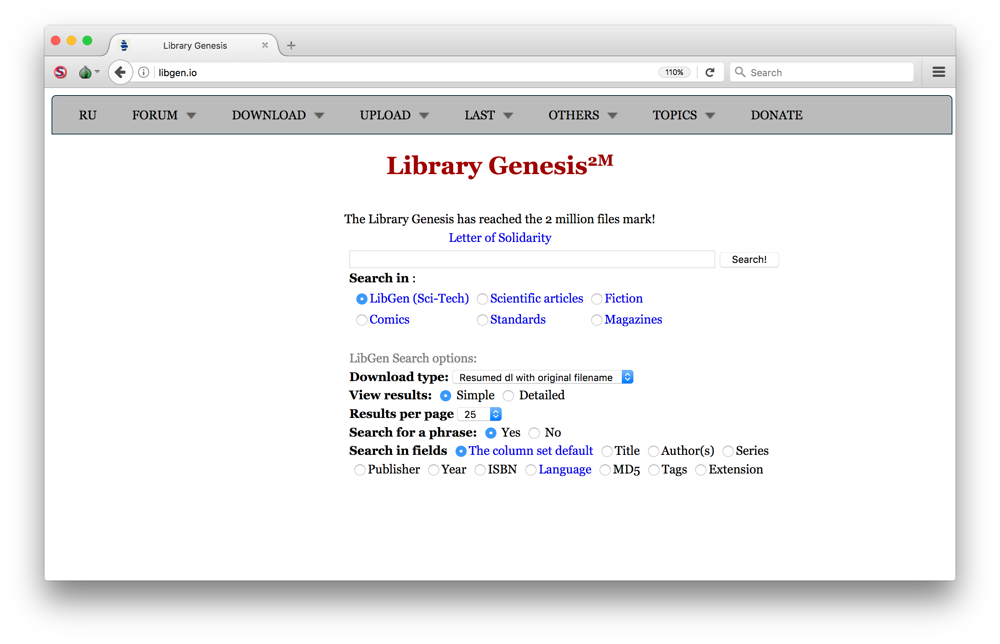 Library Genesis
libgen.io 110% Search
RU FORUM DOWNLOAD UPLOAD LAST OTHERS TOPICS DONATE
Library Genesis2M
The Library Genesis has reached the 2 million files mark!
Letter of Solidarity
Search!
Search in :
LibGen (Sci-Tech) Scientific articles Fiction
Comics Standards Magazines
LibGen Search options:
Download type: Resumed dl with original filename
View results: Simple Detailed
Results per page 25
Search for a phrase: Yes No
Search in fields The column set default Title Author(s) Series
Publisher Year ISBN Language MD5 Tags Extension